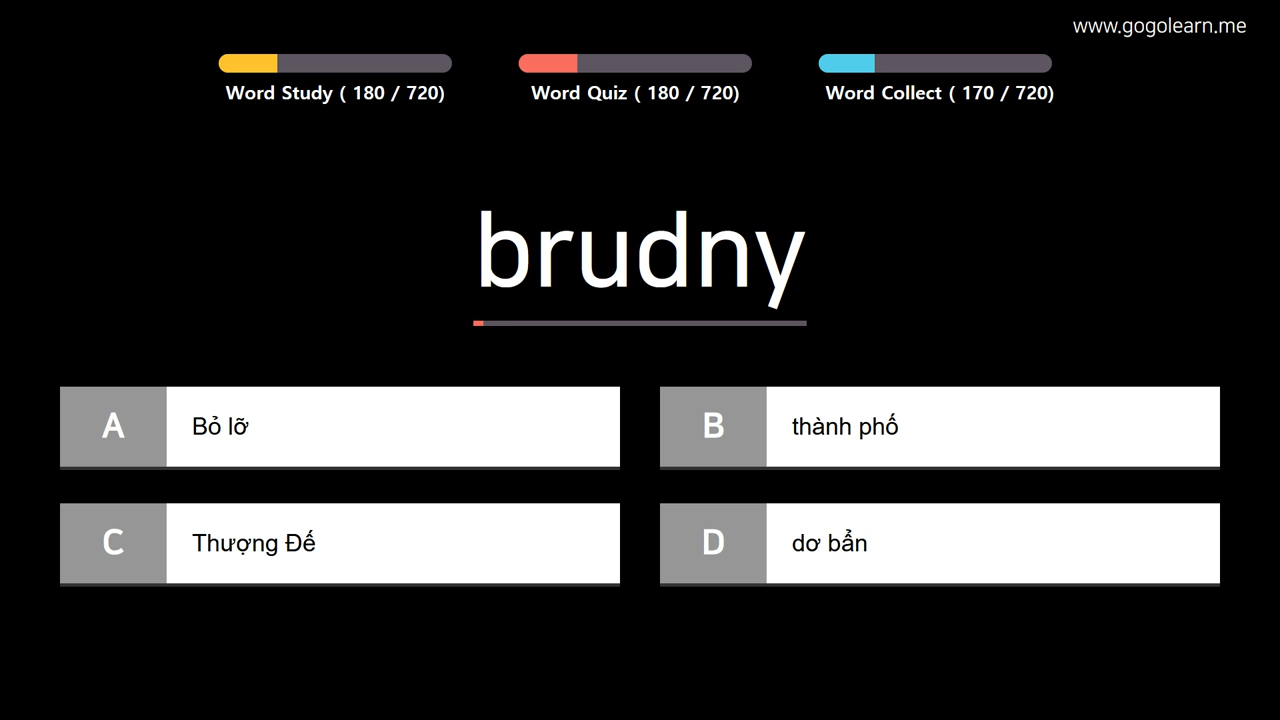 www.gogolearn.me
Word Study ( 180 / 720)
Word Quiz ( 180 / 720)
Word Collect ( 170 / 720)
brudny
A Bỏ lỡ
B thành phố
C Thượng Đế
D dơ bẩn